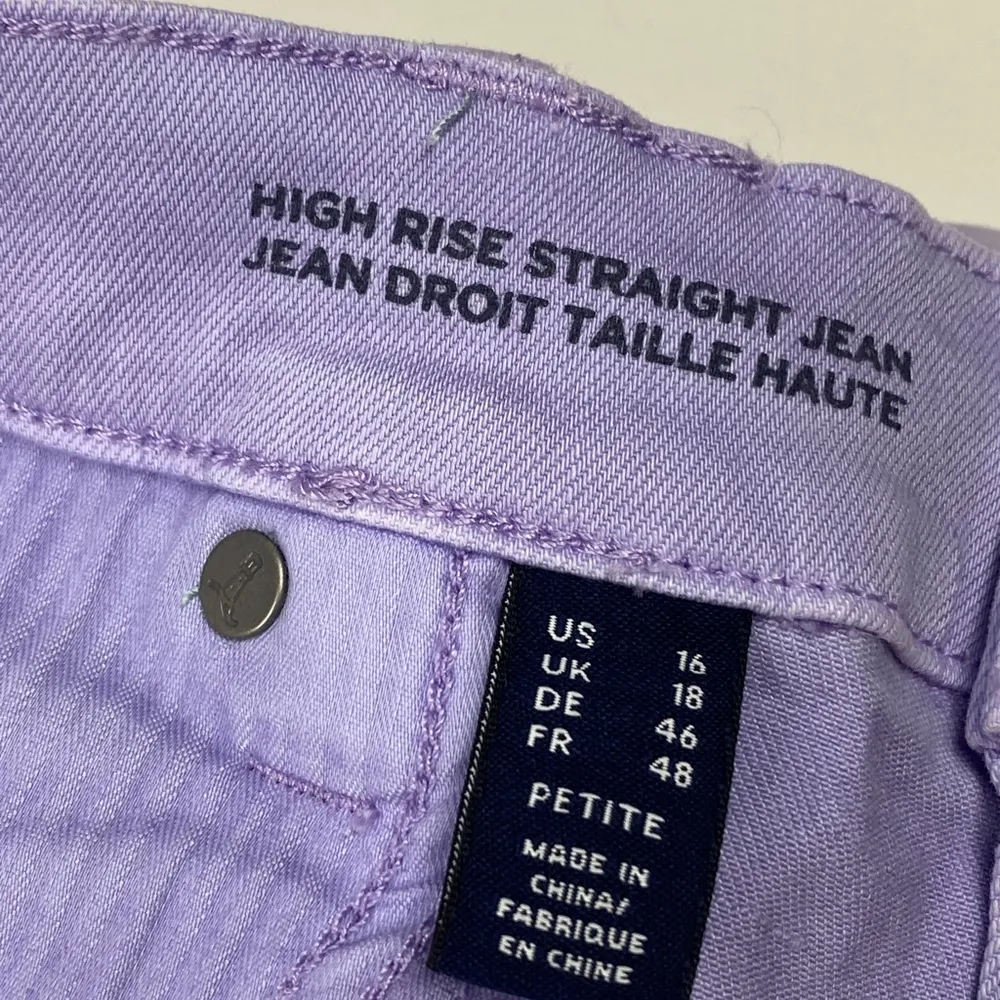 HIGH RISE STRAIGHT JEAN
JEAN DROIT TAILLE HAUTE
US 16
UK 18
DE 46
FR 48
PETITE
MADE IN
CHINA/
FABRIQUE
EN CHINE